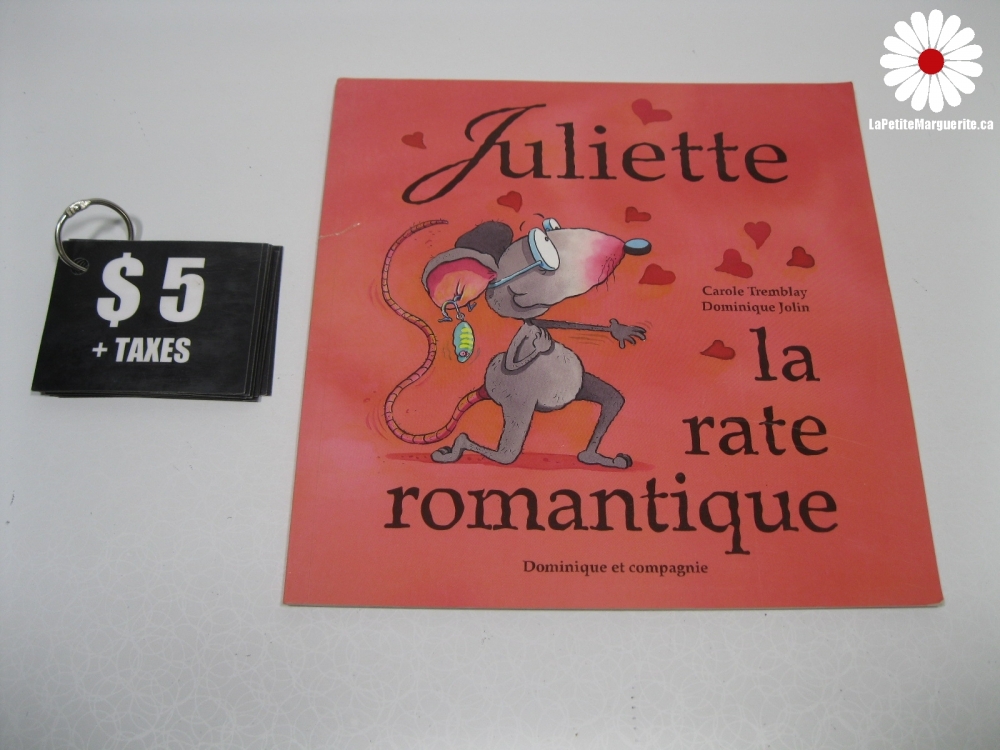 LaPetiteMarguerite.ca
$ 5
+ TAXES
Juliette
Carole Tremblay
Dominique Jolin
la
rate
romantique
Dominique et compagnie